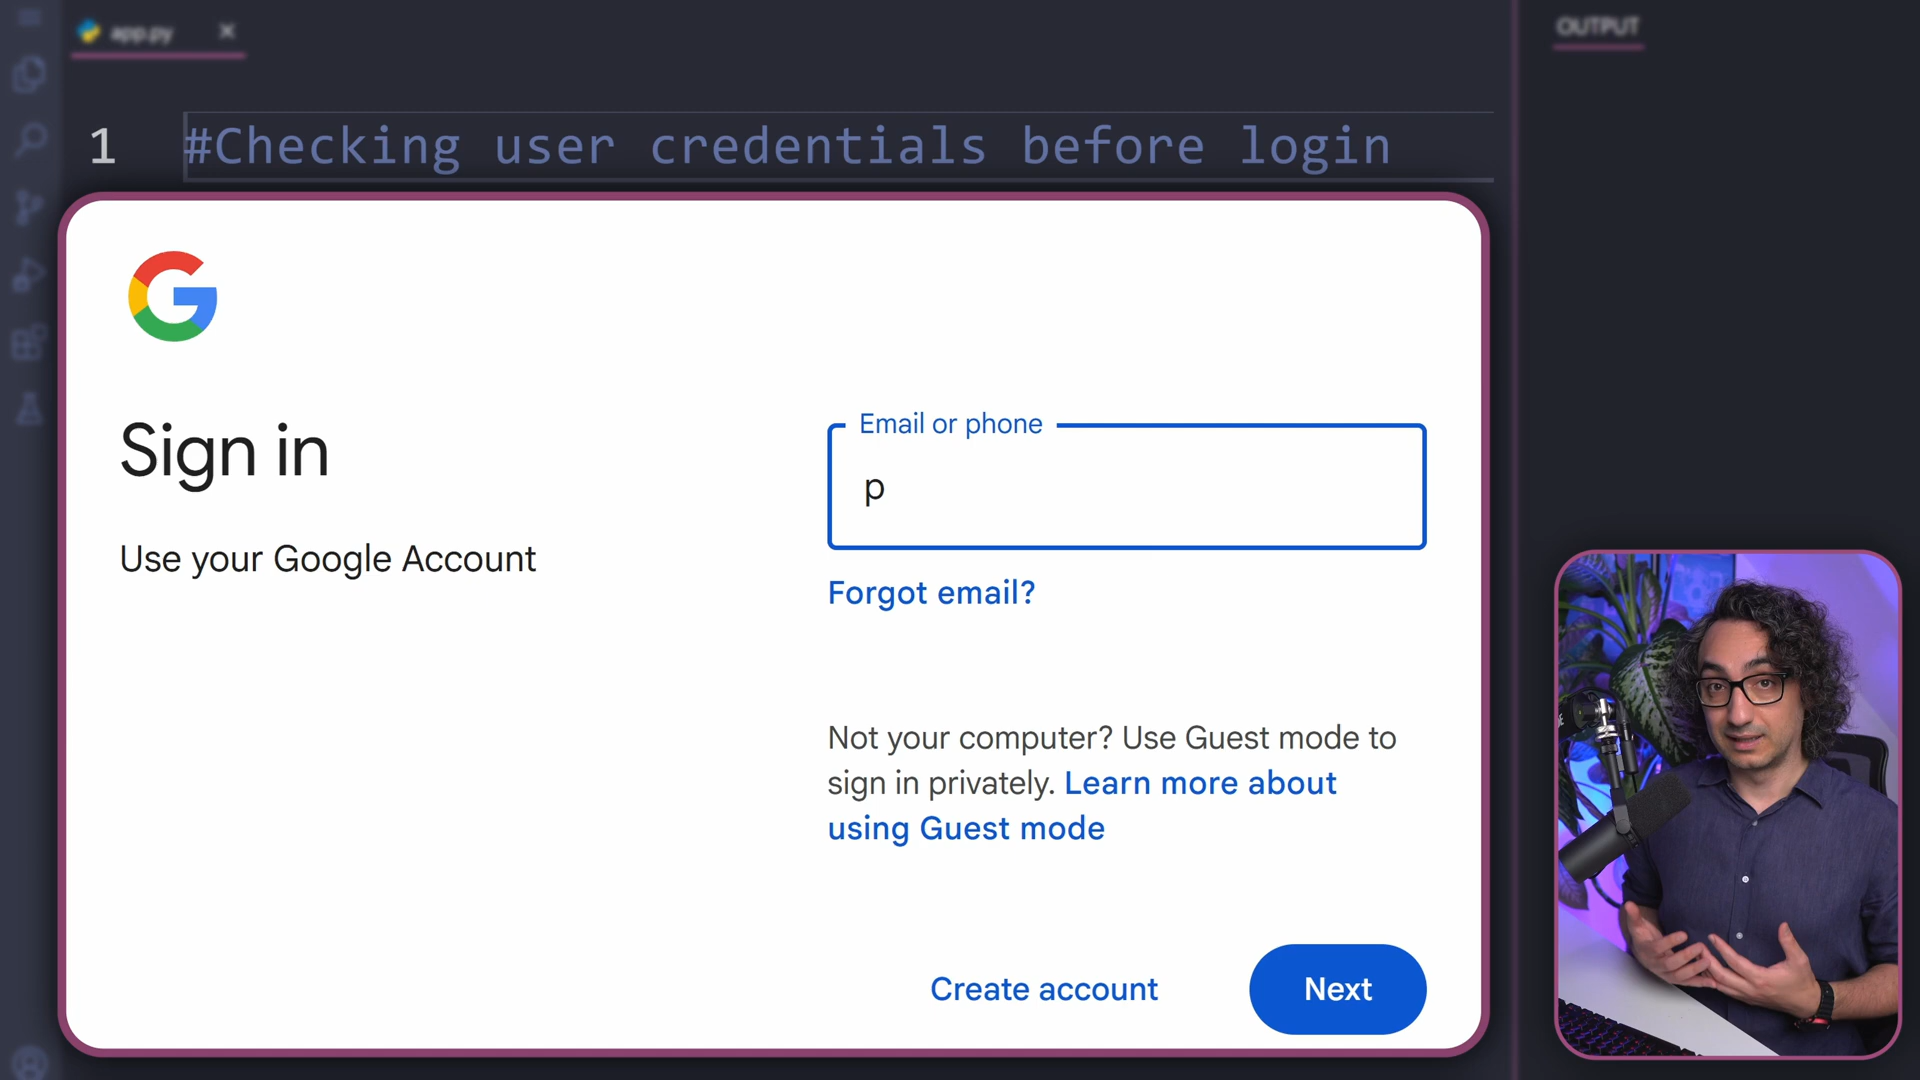 app.py
OUTPUT
1 #Checking user credentials before login
Sign in
Use your Google Account
Email or phone
p
Forgot email?
Not your computer? Use Guest mode to
sign in privately. Learn more about
using Guest mode
Create account
Next